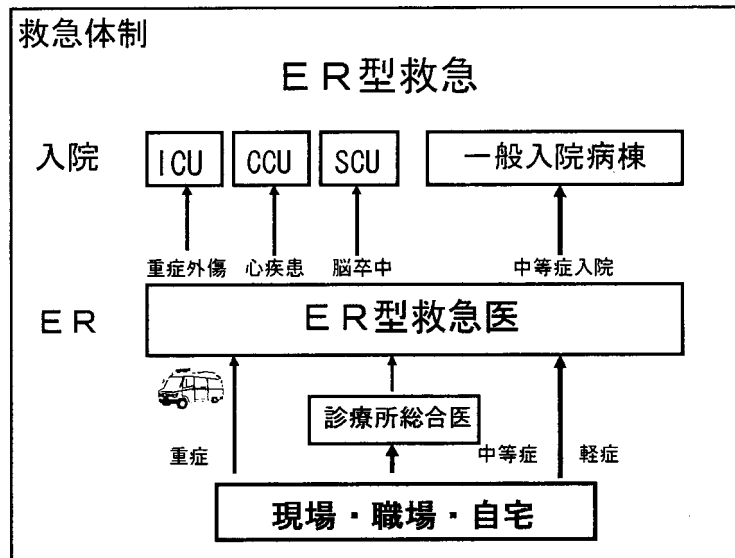 救急体制
ER型救急
入院
ICU
CCU
SCU
一般入院病棟
重症外傷
心疾患
脳卒中
中等症入院
ER
ER型救急医
診療所総合医
重症
中等症
軽症
現場・職場・自宅